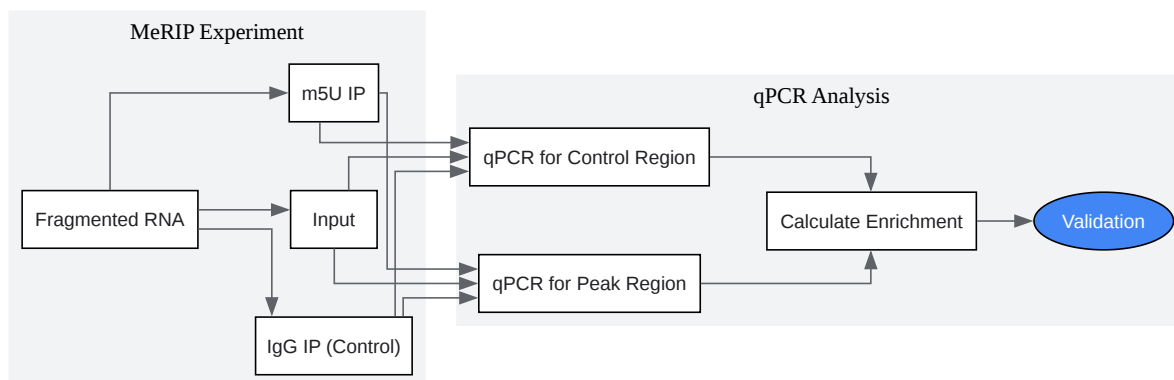 MeRIP Experiment
m5U IP
Fragmented RNA
Input
IgG IP (Control)
qPCR Analysis
qPCR for Control Region
qPCR for Peak Region
Calculate Enrichment
Validation